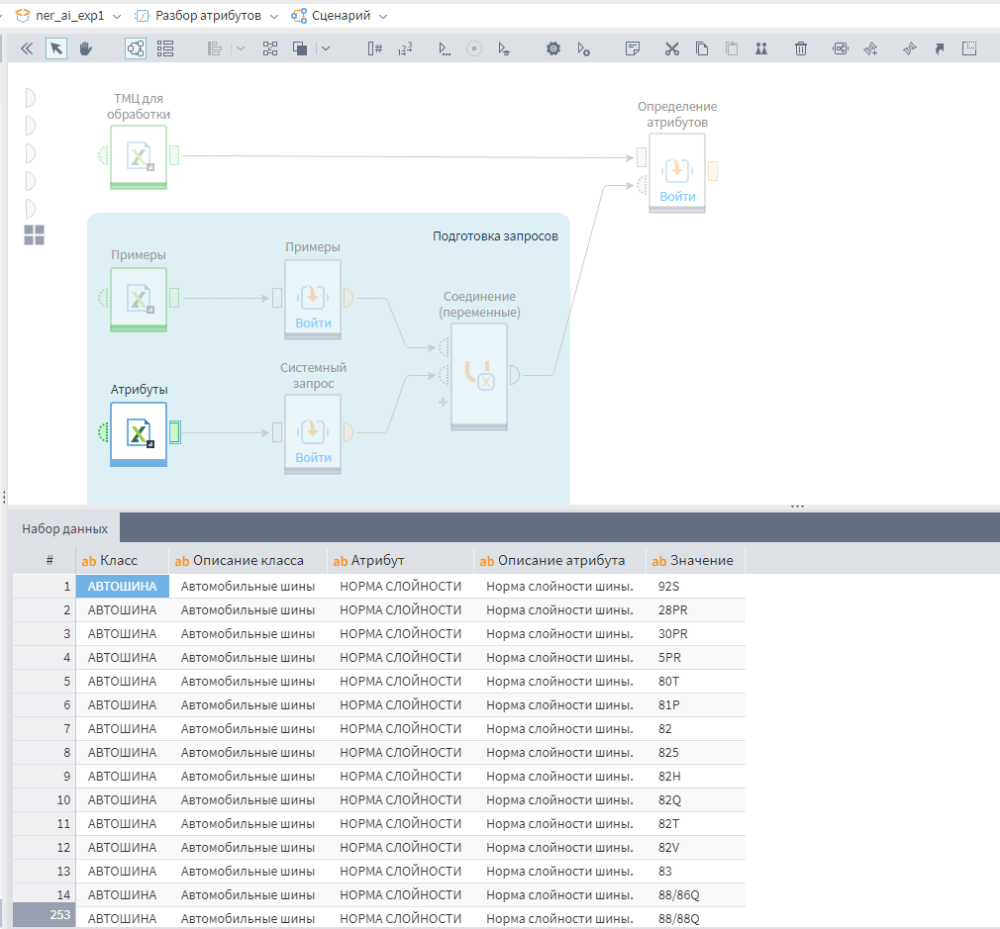 ner_ai_exp1 Разбор атрибутов Сценарий
ТМЦ для
обработки
Определение
атрибутов
Войти
Подготовка запросов
Примеры
Примеры
Войти
Соединение
(переменные)
Системный
запрос
Атрибуты
Войти
Набор данных
# ab Класс ab Описание класса ab Атрибут ab Описание атрибута ab Значение
1 АВТОШИНА Автомобильные шины НОРМА СЛОЙНОСТИ Норма слойности шины. 92S
2 АВТОШИНА Автомобильные шины НОРМА СЛОЙНОСТИ Норма слойности шины. 28PR
3 АВТОШИНА Автомобильные шины НОРМА СЛОЙНОСТИ Норма слойности шины. 30PR
4 АВТОШИНА Автомобильные шины НОРМА СЛОЙНОСТИ Норма слойности шины. 5PR
5 АВТОШИНА Автомобильные шины НОРМА СЛОЙНОСТИ Норма слойности шины. 80T
6 АВТОШИНА Автомобильные шины НОРМА СЛОЙНОСТИ Норма слойности шины. 81P
7 АВТОШИНА Автомобильные шины НОРМА СЛОЙНОСТИ Норма слойности шины. 82
8 АВТОШИНА Автомобильные шины НОРМА СЛОЙНОСТИ Норма слойности шины. 825
9 АВТОШИНА Автомобильные шины НОРМА СЛОЙНОСТИ Норма слойности шины. 82H
10 АВТОШИНА Автомобильные шины НОРМА СЛОЙНОСТИ Норма слойности шины. 82Q
11 АВТОШИНА Автомобильные шины НОРМА СЛОЙНОСТИ Норма слойности шины. 82T
12 АВТОШИНА Автомобильные шины НОРМА СЛОЙНОСТИ Норма слойности шины. 82V
13 АВТОШИНА Автомобильные шины НОРМА СЛОЙНОСТИ Норма слойности шины. 83
14 АВТОШИНА Автомобильные шины НОРМА СЛОЙНОСТИ Норма слойности шины. 88/86Q
253 АВТОШИНА Автомобильные шины НОРМА СЛОЙНОСТИ Норма слойности шины. 88/88Q